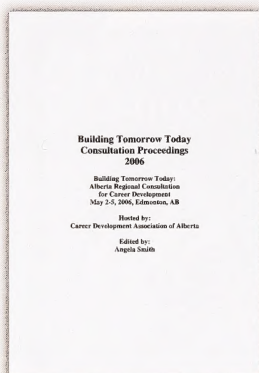 Building Tomorrow Today
Consultation Proceedings
2006
Building Tomorrow Today:
Alberta Regional Consultation
for Career Development
May 2-5, 2006, Edmonton, AB
Hosted by:
Career Development Association of Alberta
Edited by:
Angela Smith